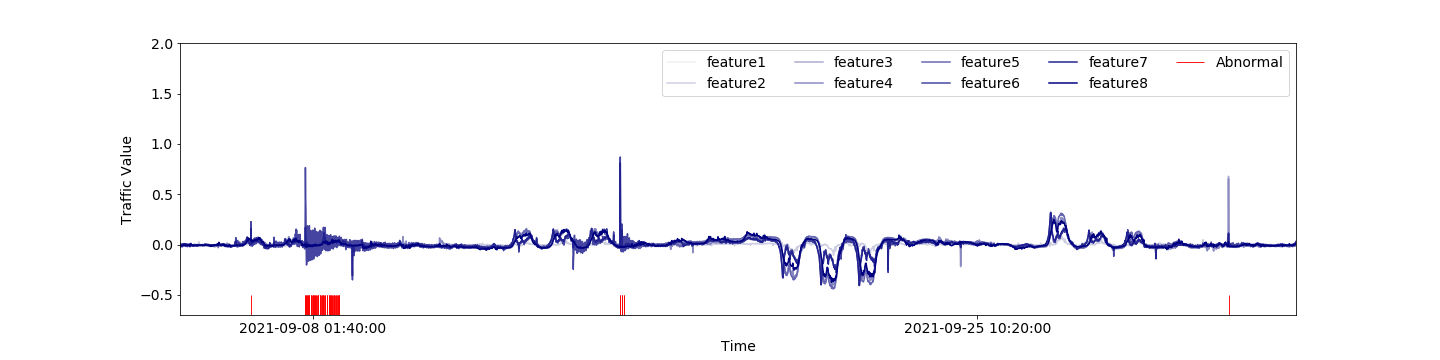 2.0
1.5
1.0
0.5
0.0
−0.5
Traffic Value
feature1
feature2
feature3
feature4
feature5
feature6
feature7
feature8
Abnormal
2021-09-08 01:40:00
2021-09-25 10:20:00
Time